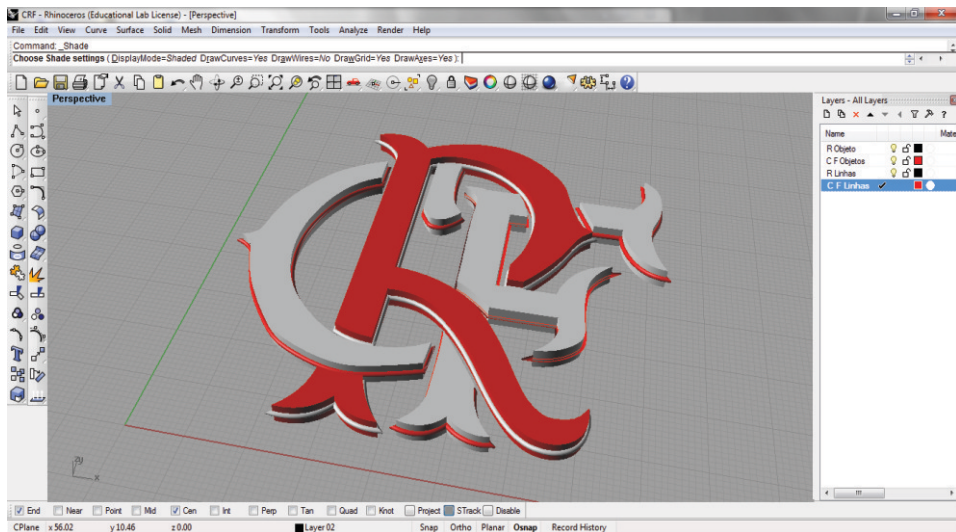 CRF - Rhinoceros (Educational Lab License) - [Perspective]
File Edit View Curve Surface Solid Mesh Dimension Transform Tools Analyze Render Help
Command: _Shade
Choose Shade settings ( DisplayMode=Shaded DrawCurves=Yes DrawWires=No DrawGrid=Yes DrawAxes=Yes ):
Perspective
Layers - All Layers
Name Mate
R Objeto
C F Objetos
R Linhas
C F Linhas
CRF
x
End Near Point Mid Cen Int Perp Tan Quad Knot Project STrack Disable
CPlane x 56.02 y 10.46 z 0.00 Layer 02 Snap Ortho Planar Osnap Record History